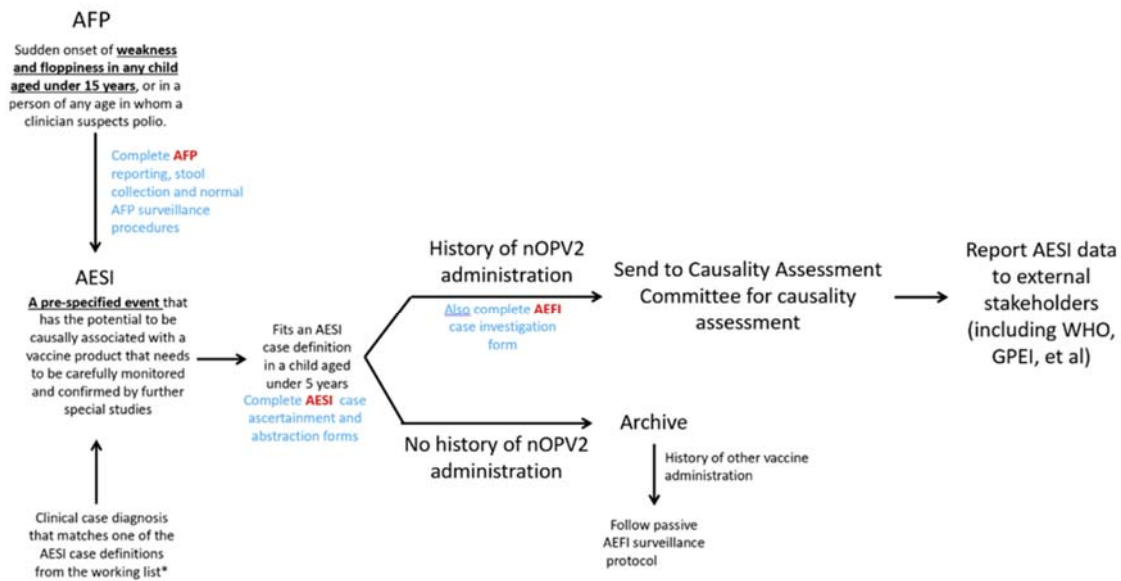 AFP
Sudden onset of weakness
and floppiness in any child
aged under 15 years, or in a
person of any age in whom a
clinician suspects polio.
Complete AFP
reporting, stool
collection and normal
AFP surveillance
procedures
AESI
A pre-specified event that
has the potential to be
causally associated with a
vaccine product that needs
to be carefully monitored
and confirmed by further
special studies
Clinical case diagnosis
that matches one of the
AESI case definitions
from the working list*
Fits an AESI
case definition
in a child aged
under 5 years
Complete AESI case
ascertainment and
abstraction forms
History of nOPV2
administration
Also complete AEFI
case investigation
form
Send to Causality Assessment
Committee for causality
assessment
Report AESI data
to external
stakeholders
(including WHO,
GPEI, et al)
No history of nOPV2
administration
Archive
History of other vaccine
administration
Follow passive
AEFI surveillance
protocol